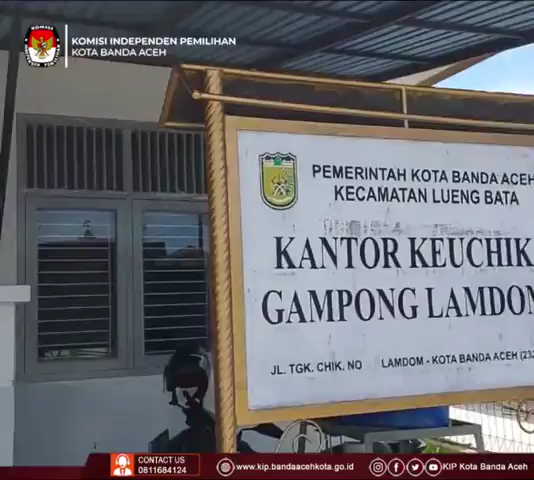 KOMISI INDEPENDEN PEMILIHAN
KOTA BANDA ACEH
PEMERINTAH KOTA BANDA ACEH
KECAMATAN LUENG BATA
KANTOR KEUCHIK
GAMPONG LAMDOM
JL. TGK. CHIK. NO LAMDOM - KOTA BANDA ACEH (232
CONTACT US
0811684124
www.kip.bandaacehkota.go.id
KIP Kota Banda Aceh